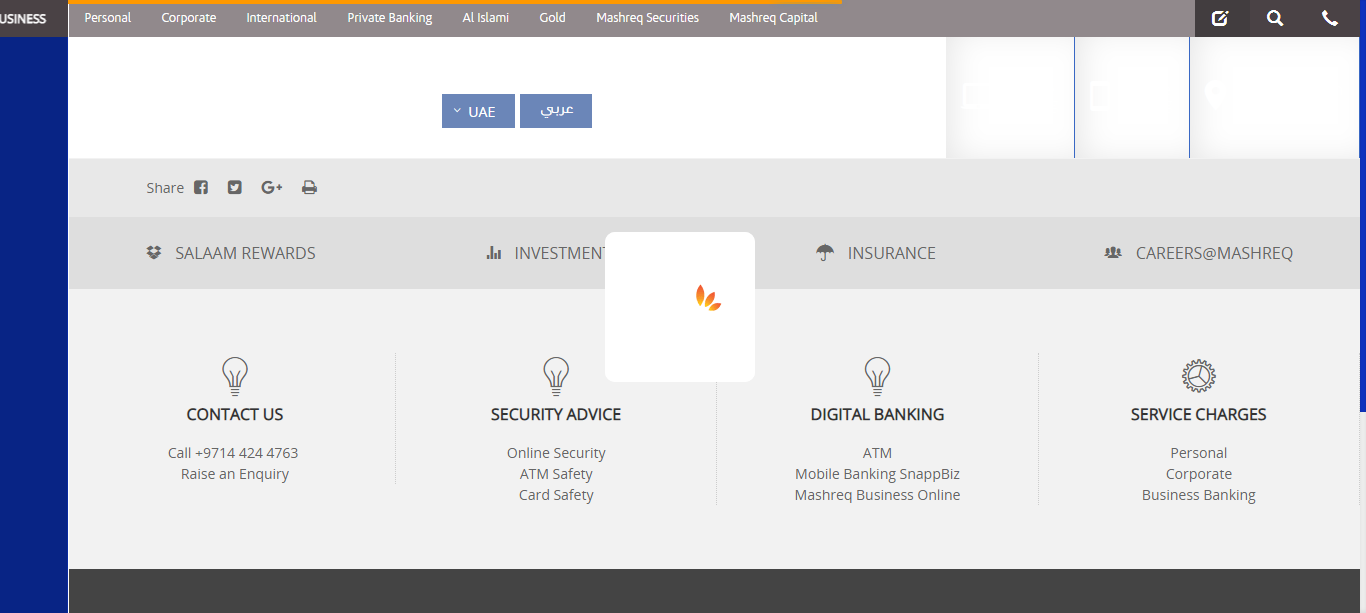 USINESS
Personal Corporate International Private Banking Al Islami Gold Mashreq Securities Mashreq Capital
UAE عربي
Share
SALAAM REWARDS INVESTMENT INSURANCE CAREERS@MASHREQ
CONTACT US SECURITY ADVICE DIGITAL BANKING SERVICE CHARGES
Call +9714 424 4763 Online Security ATM Personal
Raise an Enquiry ATM Safety Mobile Banking SnappBiz Corporate
Card Safety Mashreq Business Online Business Banking